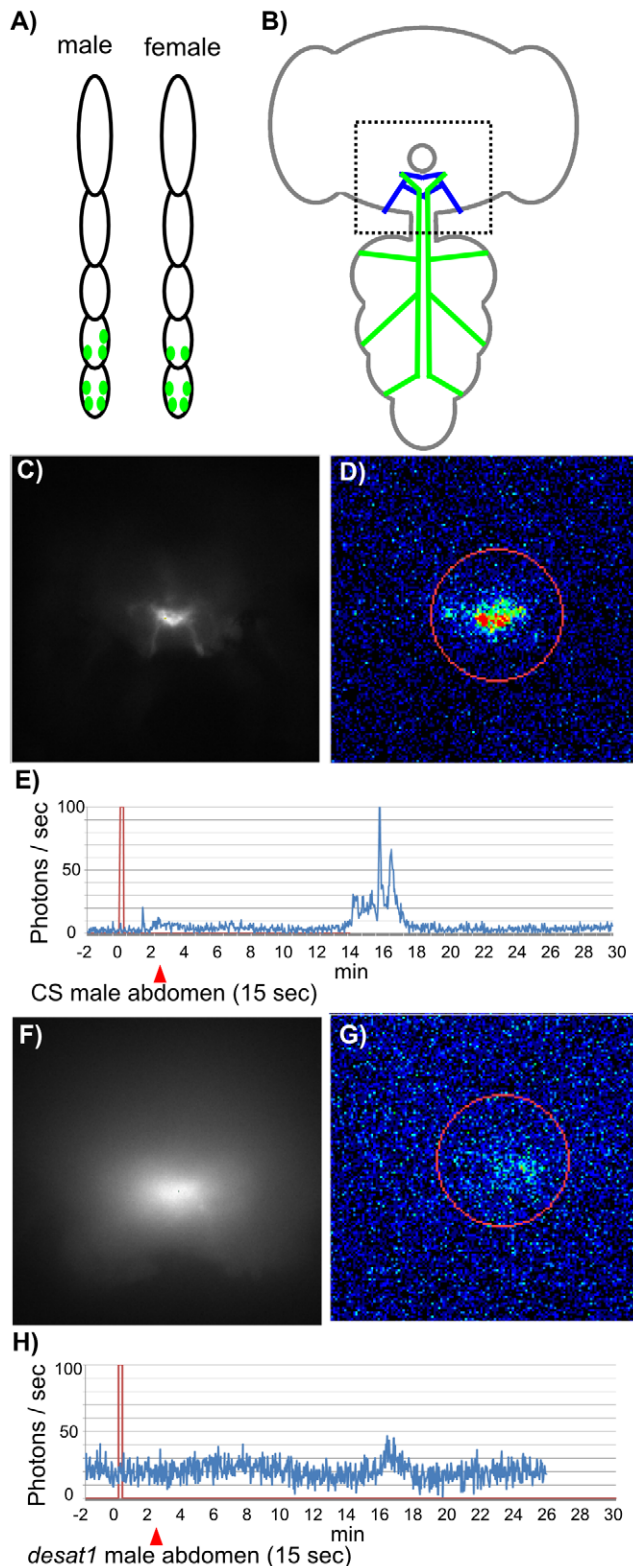 A)
male female
B)
C)
D)
E)
Photons / sec
100
50
0
-2 0 2 4 6 8 10 12 14 16 18 20 22 24 26 28 30
min
CS male abdomen (15 sec)
F)
G)
H)
Photons / sec
100
50
0
-2 0 2 4 6 8 10 12 14 16 18 20 22 24 26 28 30
min
desat1 male abdomen (15 sec)